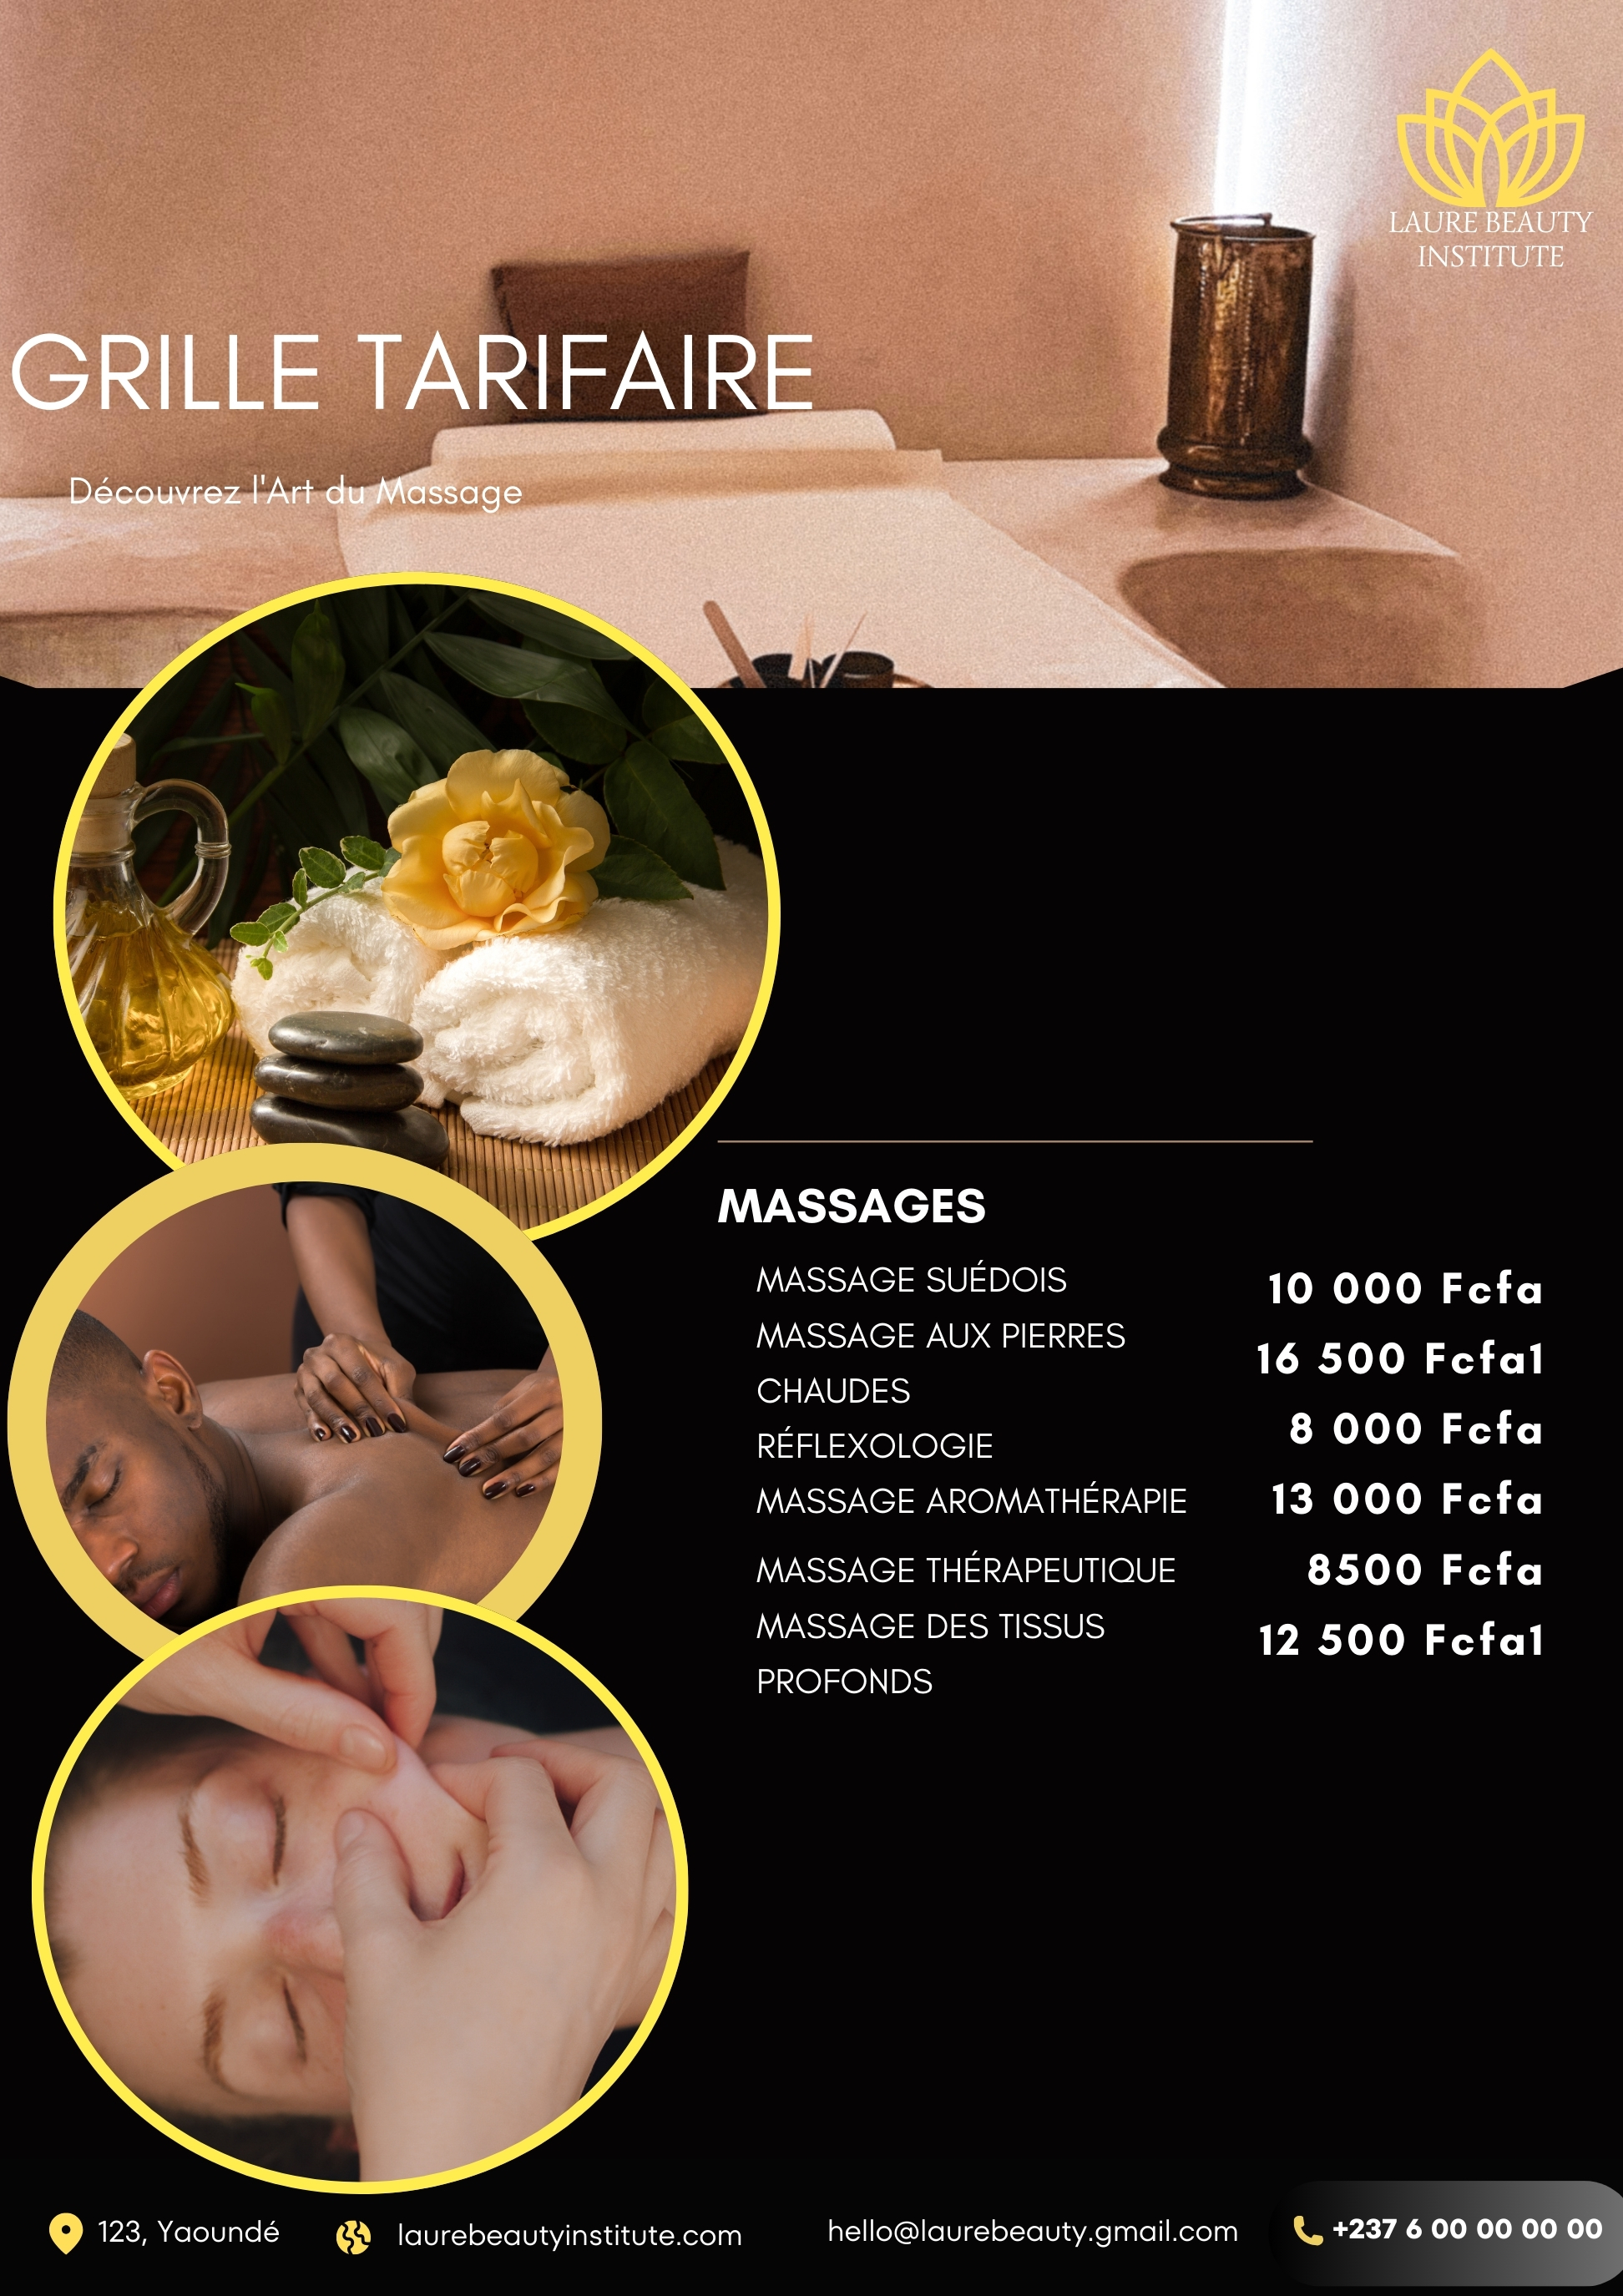 LAURE BEAUTY
INSTITUTE
GRILLE TARIFAIRE
Découvrez l'Art du Massage
MASSAGES
MASSAGE SUÉDOIS
10 000 Fcfa
MASSAGE AUX PIERRES
CHAUDES
16 500 Fcfa1
RÉFLEXOLOGIE
8 000 Fcfa
MASSAGE AROMATHÉRAPIE
13 000 Fcfa
MASSAGE THÉRAPEUTIQUE
8500 Fcfa
MASSAGE DES TISSUS
PROFONDS
12 500 Fcfa1
123, Yaoundé
laurebeautyinstitute.com
hello@laurebeauty.gmail.com
+237 6 00 00 00 00